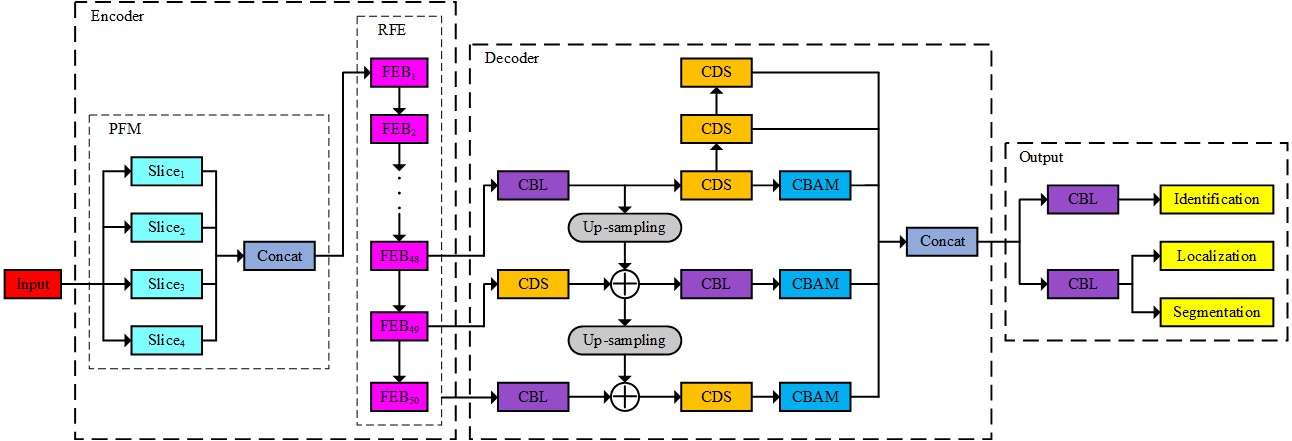 Encoder
RFE
PFM
Input
Slice1
Slice2
Slice3
Slice4
Concat
FEB1
FEB2
FEB48
FEB49
FEB50
Decoder
CDS
CDS
CBL
CDS
CBAM
Up-sampling
CDS
CBL
CBAM
Up-sampling
CBL
CDS
CBAM
Concat
Output
CBL
Identification
CBL
Localization
Segmentation